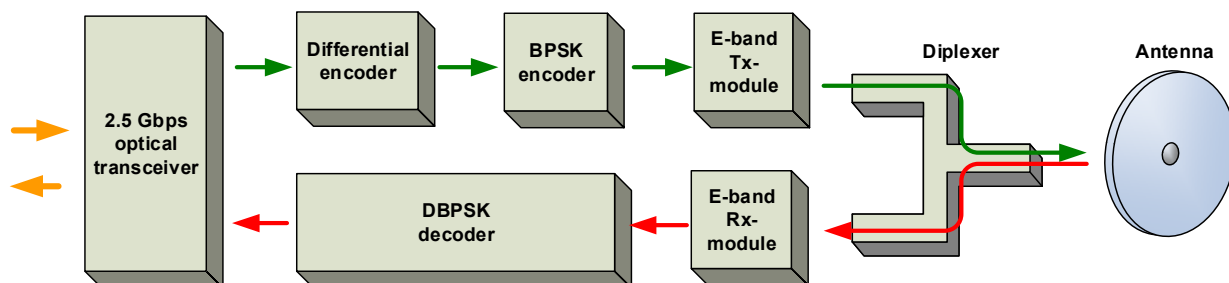 2.5 Gbps
optical
transceiver
Differential
encoder
BPSK
encoder
E-band
Tx-
module
Diplexer
Antenna
DBPSK
decoder
E-band
Rx-
module